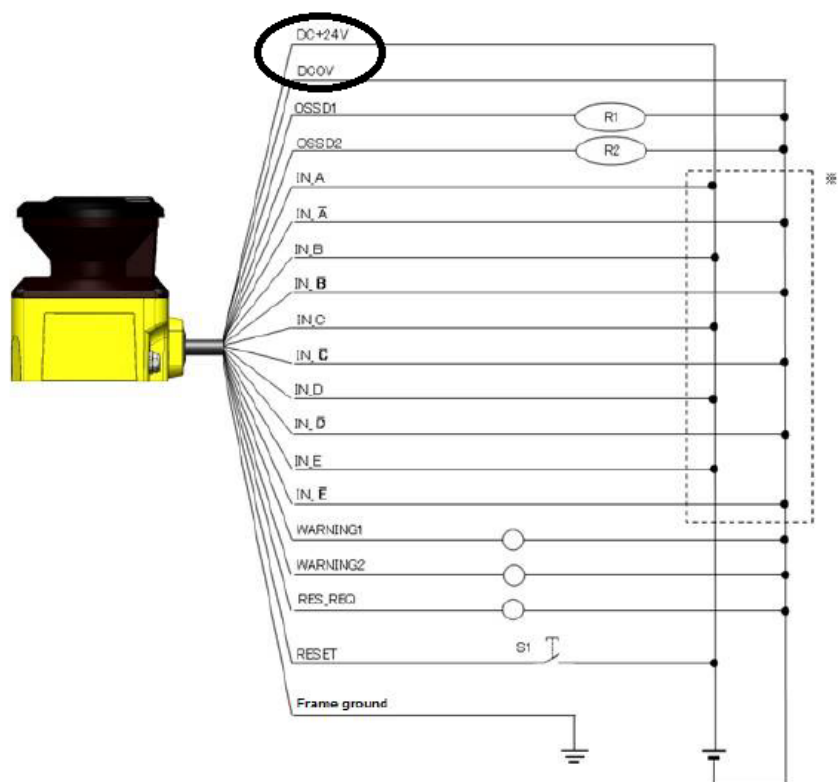 DC+24V
DC0V
OSSD1
R1
OSSD2
R2
IN_A
※
IN_A̅
IN_B
IN_B̅
IN_C
IN_C̅
IN_D
IN_D̅
IN_E
IN_E̅
WARNING1
WARNING2
RES_REQ
RESET
S1
Frame ground